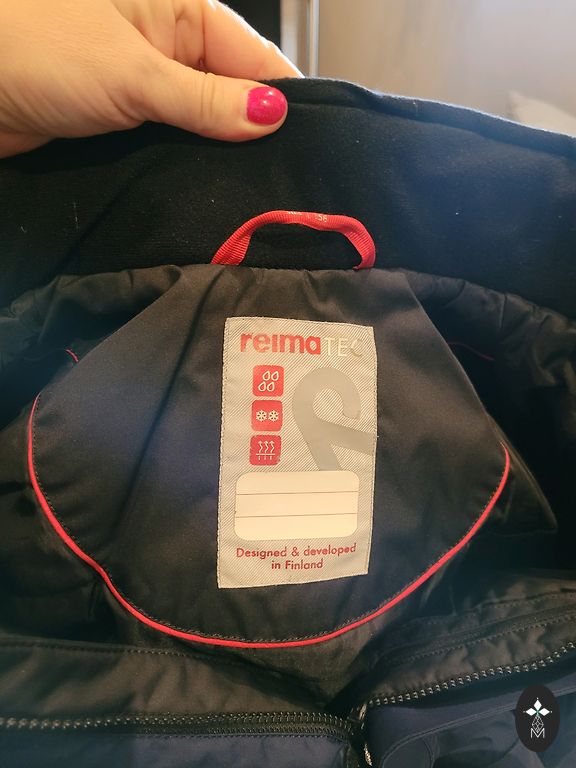 reimaTEC
Designed & developed
in Finland